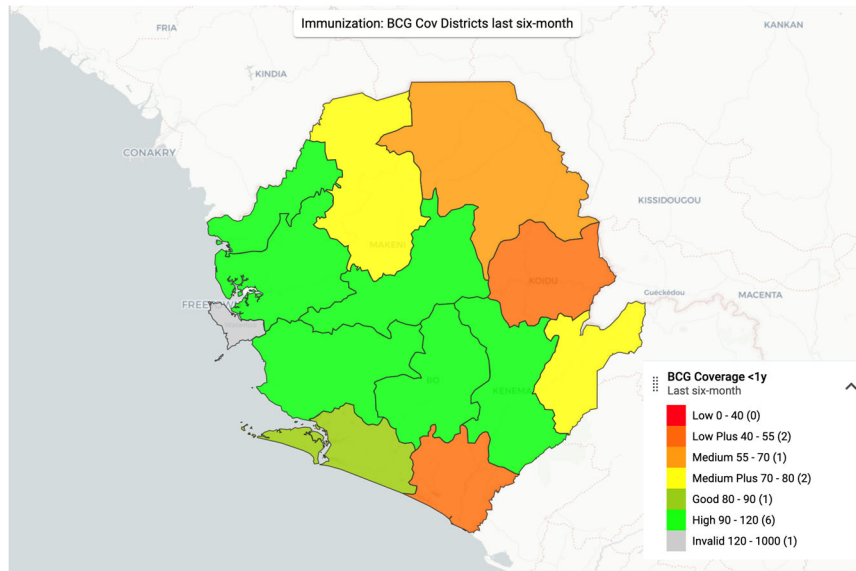 Immunization: BCG Cov Districts last six-month
FRIA
KANKAN
KINDIA
CONAKRY
KISSIDOUGOU
MAKENI
KOIDU
Guéckédou
MACENTA
BO
KENEMA
BCG Coverage <1y
Last six-month
Low 0 - 40 (0)
Low Plus 40 - 55 (2)
Medium 55 - 70 (1)
Medium Plus 70 - 80 (2)
Good 80 - 90 (1)
High 90 - 120 (6)
Invalid 120 - 1000 (1)